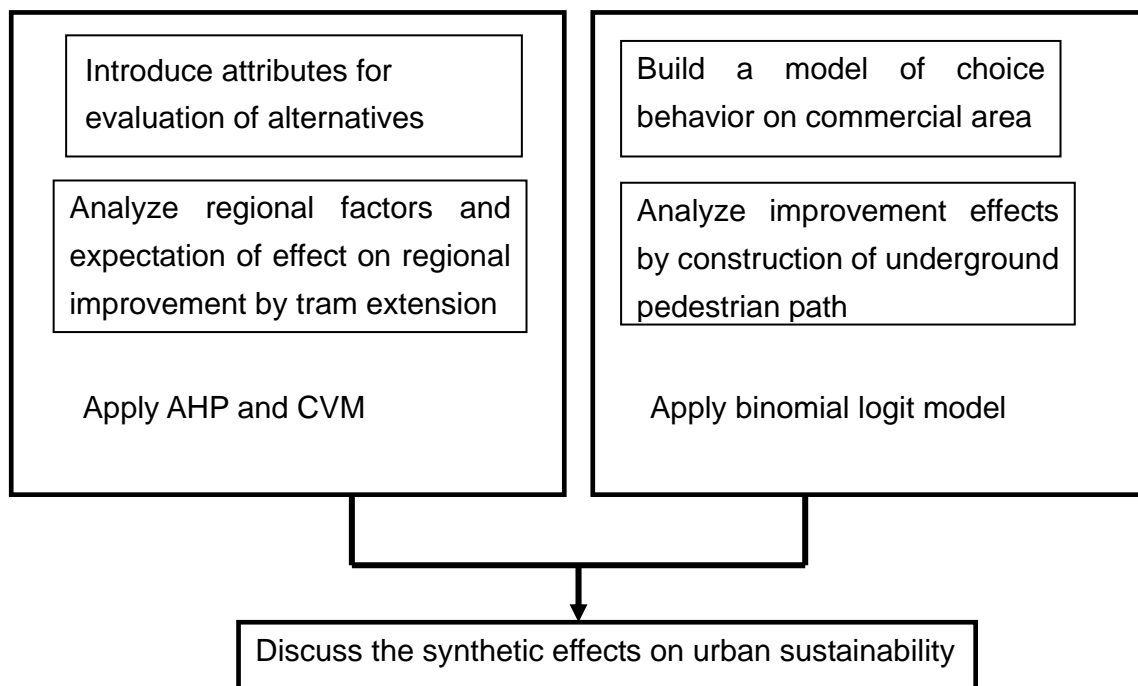 Introduce attributes for
evaluation of alternatives
Analyze regional factors and
expectation of effect on regional
improvement by tram extension
Apply AHP and CVM
Build a model of choice
behavior on commercial area
Analyze improvement effects
by construction of underground
pedestrian path
Apply binomial logit model
Discuss the synthetic effects on urban sustainability